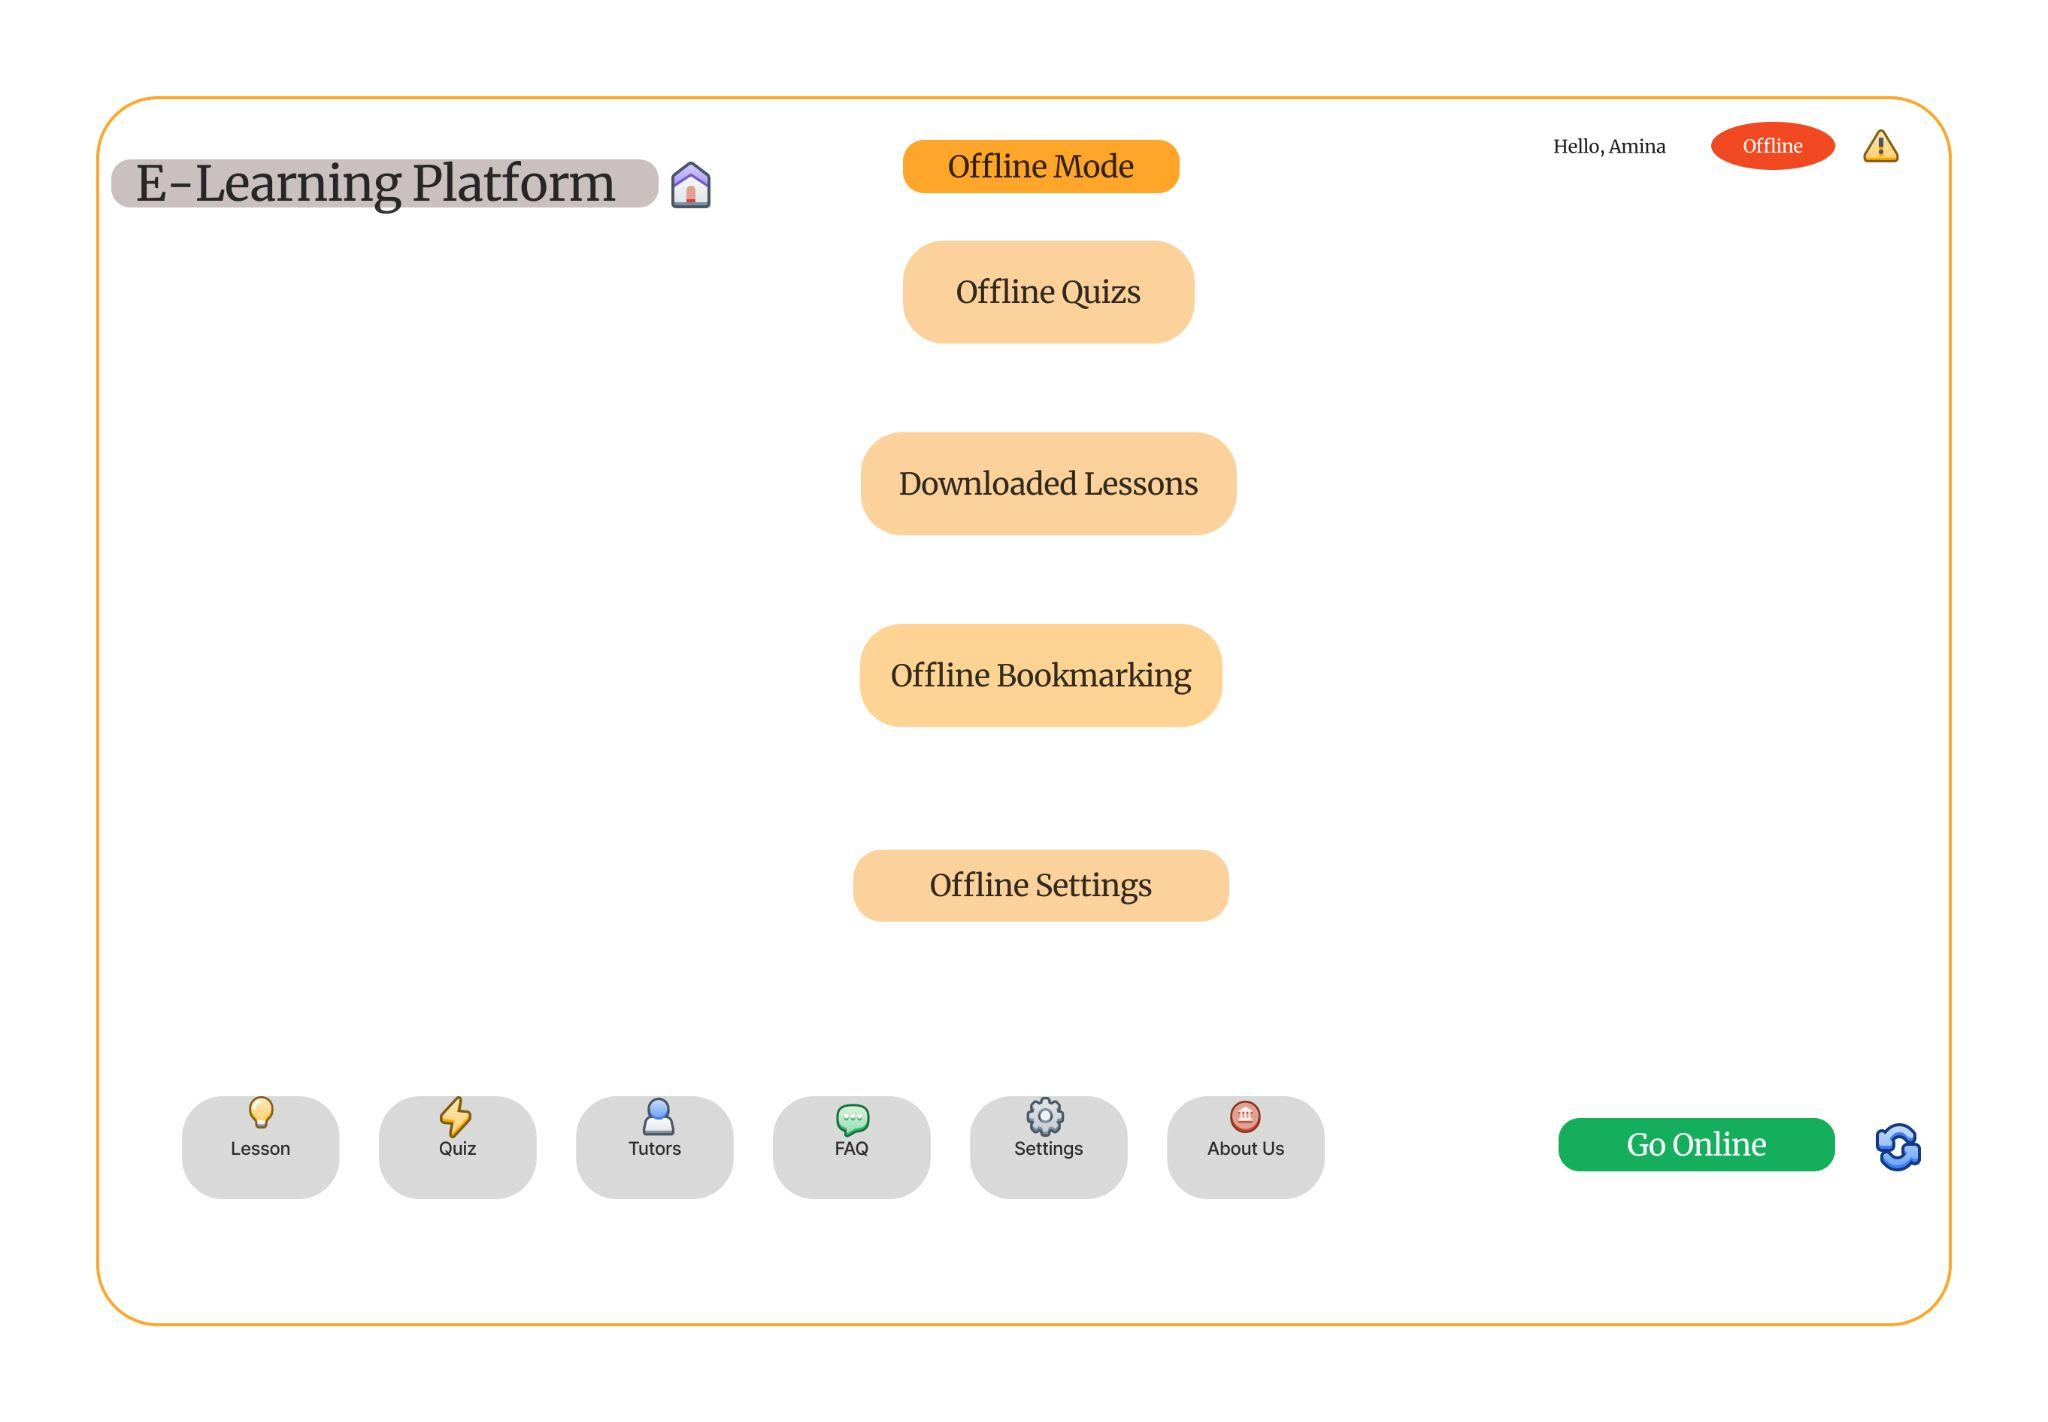 E-Learning Platform
Offline Mode
Hello, Amina
Offline
Offline Quizs
Downloaded Lessons
Offline Bookmarking
Offline Settings
Lesson
Quiz
Tutors
FAQ
Settings
About Us
Go Online